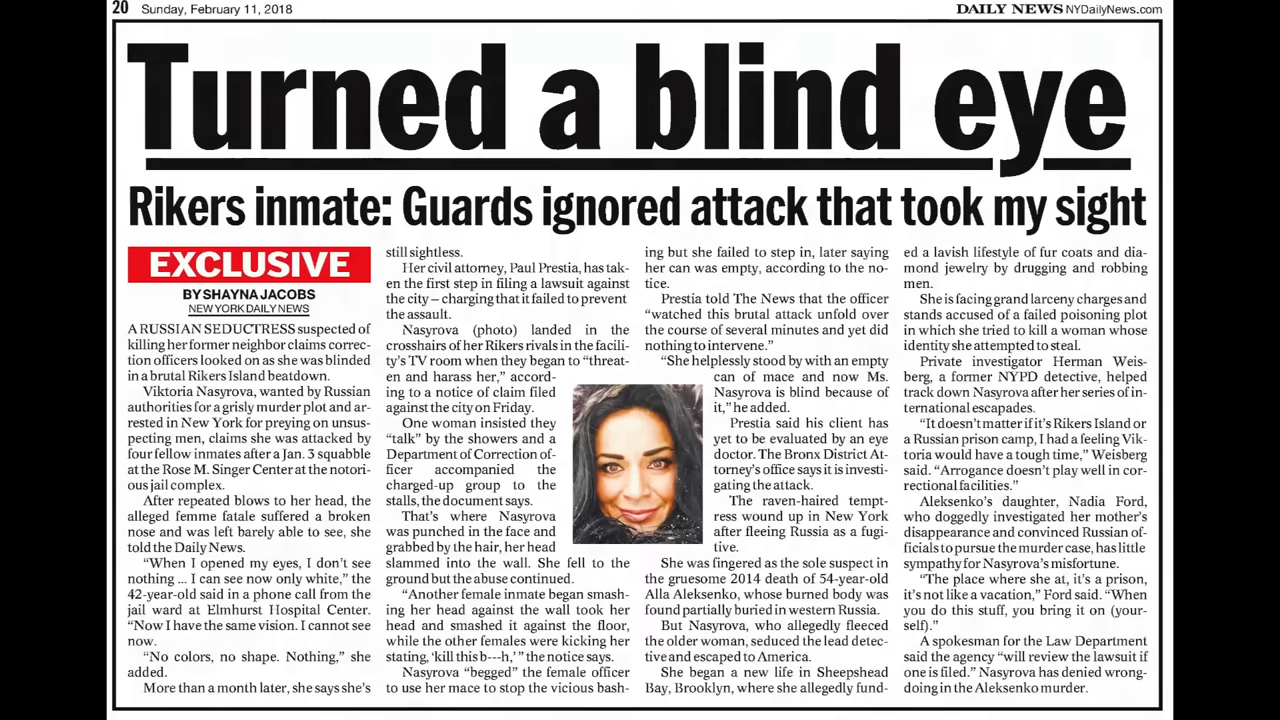 20 Sunday, February 11, 2018
DAILY NEWS NYDailyNews.com
Turned a blind eye
Rikers inmate: Guards ignored attack that took my sight
EXCLUSIVE
BY SHAYNA JACOBS
NEW YORK DAILY NEWS
A RUSSIAN SEDUCTRESS suspected of
killing her former neighbor claims correc-
tion officers looked on as she was blinded
in a brutal Rikers Island beatdown.
Viktoria Nasyrova, wanted by Russian
authorities for a grisly murder plot and ar-
rested in New York for preying on unsus-
pecting men, claims she was attacked by
four fellow inmates after a Jan. 3 squabble
at the Rose M. Singer Center at the notori-
ous jail complex.
After repeated blows to her head, the
alleged femme fatale suffered a broken
nose and was left barely able to see, she
told the Daily News.
“When I opened my eyes, I don't see
nothing ... I can see now only white,” the
42-year-old said in a phone call from the
jail ward at Elmhurst Hospital Center.
“Now I have the same vision. I cannot see
now.
“No colors, no shape. Nothing,” she
added.
More than a month later, she says she's
still sightless.
Her civil attorney, Paul Prestia, has tak-
en the first step in filing a lawsuit against
the city – charging that it failed to prevent
the assault.
Nasyrova (photo) landed in the
crosshairs of her Rikers rivals in the facili-
ty's TV room when they began to “threat-
en and harass her,” accord-
ing to a notice of claim filed
against the city on Friday.
One woman insisted they
“talk” by the showers and a
Department of Correction of-
ficer accompanied the
charged-up group to the
stalls, the document says.
That's where Nasyrova
was punched in the face and
grabbed by the hair, her head
slammed into the wall. She fell to the
ground but the abuse continued.
“Another female inmate began smash-
ing her head against the wall took her
head and smashed it against the floor,
while the other females were kicking her
stating, ‘kill this b---h,’ ” the notice says.
Nasyrova “begged” the female officer
to use her mace to stop the vicious bash-
ing but she failed to step in, later saying
her can was empty, according to the no-
tice.
Prestia told The News that the officer
“watched this brutal attack unfold over
the course of several minutes and yet did
nothing to intervene.”
“She helplessly stood by with an empty
can of mace and now Ms.
Nasyrova is blind because of
it,” he added.
Prestia said his client has
yet to be evaluated by an eye
doctor. The Bronx District At-
torney's office says it is investi-
gating the attack.
The raven-haired tempt-
ress wound up in New York
after fleeing Russia as a fugi-
tive.
She was fingered as the sole suspect in
the gruesome 2014 death of 54-year-old
Alla Aleksenko, whose burned body was
found partially buried in western Russia.
But Nasyrova, who allegedly fleeced
the older woman, seduced the lead detec-
tive and escaped to America.
She began a new life in Sheepshead
Bay, Brooklyn, where she allegedly fund-
ed a lavish lifestyle of fur coats and dia-
mond jewelry by drugging and robbing
men.
She is facing grand larceny charges and
stands accused of a failed poisoning plot
in which she tried to kill a woman whose
identity she attempted to steal.
Private investigator Herman Weis-
berg, a former NYPD detective, helped
track down Nasyrova after her series of in-
ternational escapades.
“It doesn't matter if it's Rikers Island or
a Russian prison camp, I had a feeling Vik-
toria would have a tough time,” Weisberg
said. “Arrogance doesn't play well in cor-
rectional facilities.”
Aleksenko's daughter, Nadia Ford,
who doggedly investigated her mother's
disappearance and convinced Russian of-
ficials to pursue the murder case, has little
sympathy for Nasyrova's misfortune.
“The place where she at, it's a prison,
it's not like a vacation,” Ford said. “When
you do this stuff, you bring it on (your-
self).”
A spokesman for the Law Department
said the agency “will review the lawsuit if
one is filed.” Nasyrova has denied wrong-
doing in the Aleksenko murder.